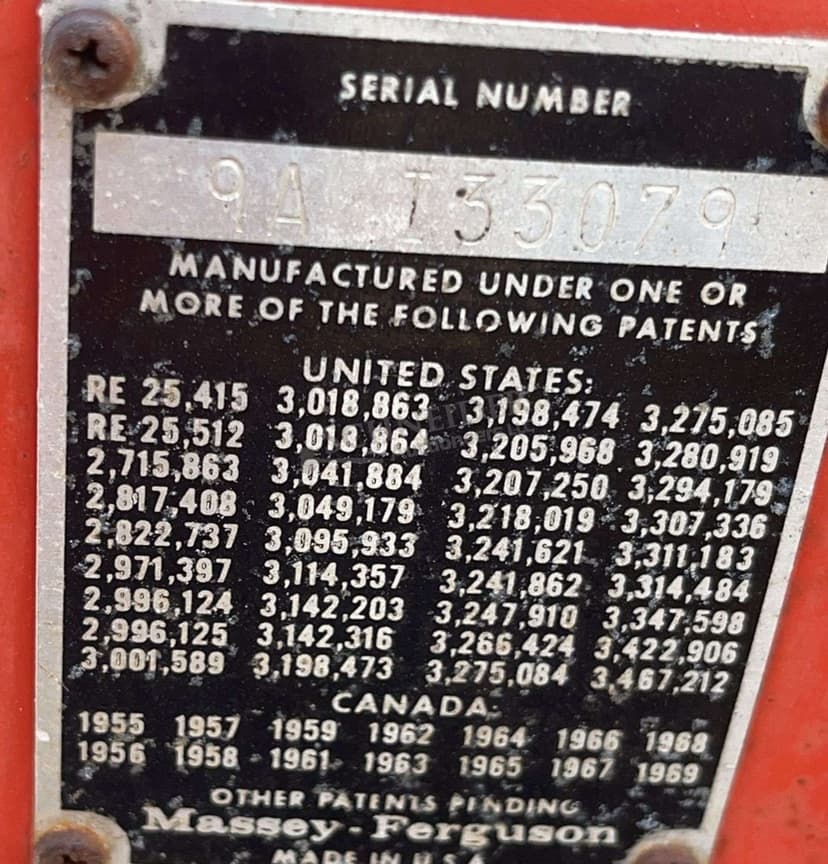 SERIAL NUMBER
9A I33079
MANUFACTURED UNDER ONE OR
MORE OF THE FOLLOWING PATENTS
UNITED STATES:
RE 25,415 3,018,863 3,198,474 3,275,085
RE 25,512 3,018,864 3,205,968 3,280,919
2,715,863 3,041,884 3,207,250 3,294,179
2,817,408 3,049,179 3,218,019 3,307,336
2,822,737 3,095,933 3,241,621 3,311,183
2,971,397 3,114,357 3,241,862 3,314,484
2,996,124 3,142,203 3,247,910 3,347,598
2,996,125 3,142,316 3,266,424 3,422,906
3,001,589 3,198,473 3,275,084 3,467,212
CANADA:
1955 1957 1959 1962 1964 1966 1968
1956 1958 1961 1963 1965 1967 1969
OTHER PATENTS PENDING
Massey-Ferguson
MADE IN U.S.A.